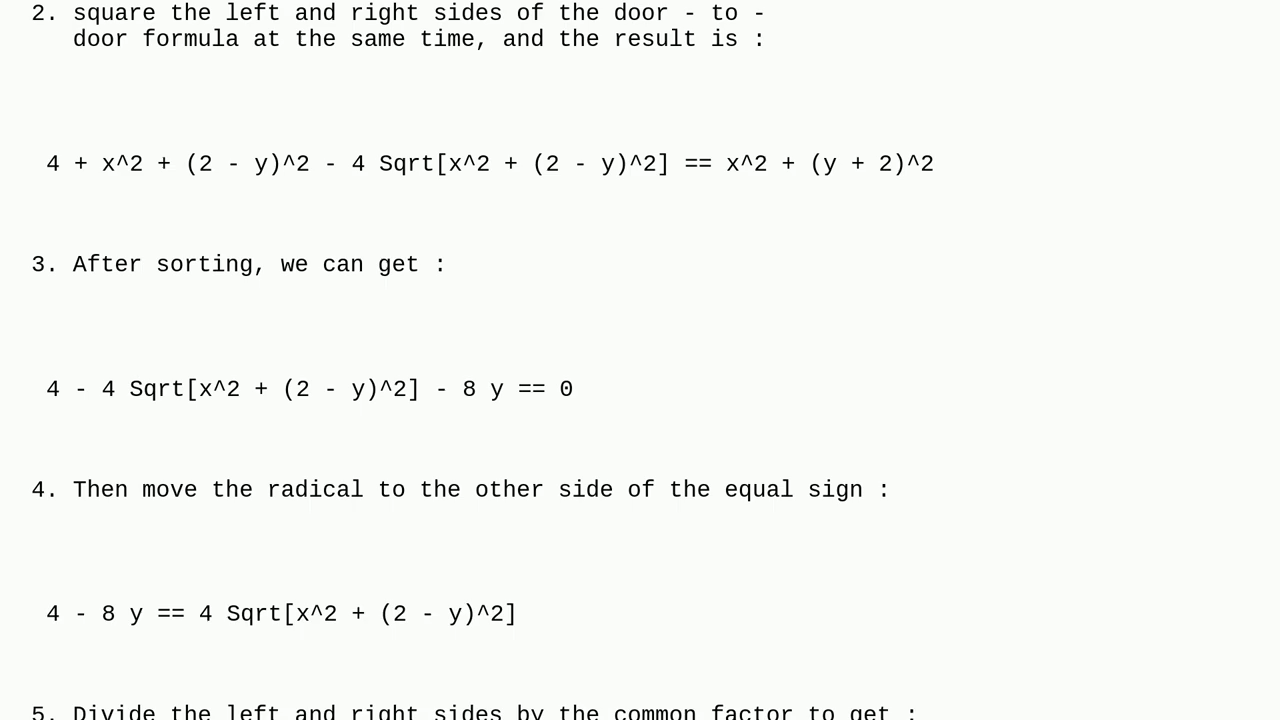 2. square the left and right sides of the door - to -
door formula at the same time, and the result is :
4 + x^2 + (2 - y)^2 - 4 Sqrt[x^2 + (2 - y)^2] == x^2 + (y + 2)^2
3. After sorting, we can get :
4 - 4 Sqrt[x^2 + (2 - y)^2] - 8 y == 0
4. Then move the radical to the other side of the equal sign :
4 - 8 y == 4 Sqrt[x^2 + (2 - y)^2]
5. Divide the left and right sides by the common factor to get :